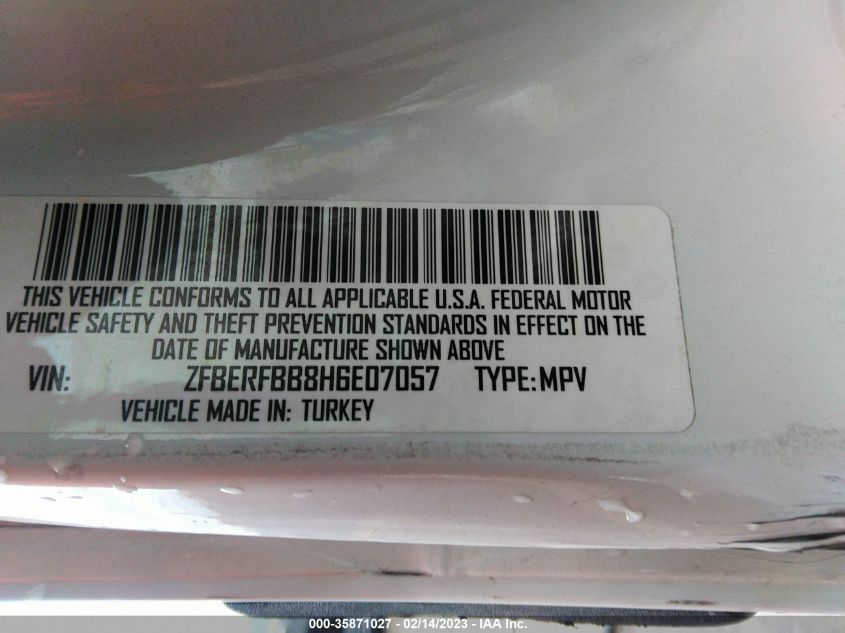 THIS VEHICLE CONFORMS TO ALL APPLICABLE U.S.A. FEDERAL MOTOR
VEHICLE SAFETY AND THEFT PREVENTION STANDARDS IN EFFECT ON THE
DATE OF MANUFACTURE SHOWN ABOVE
VIN: ZFBERFBB8H6E07057 TYPE: MPV
VEHICLE MADE IN: TURKEY
000-35871027 - 02/14/2023 - IAA Inc.